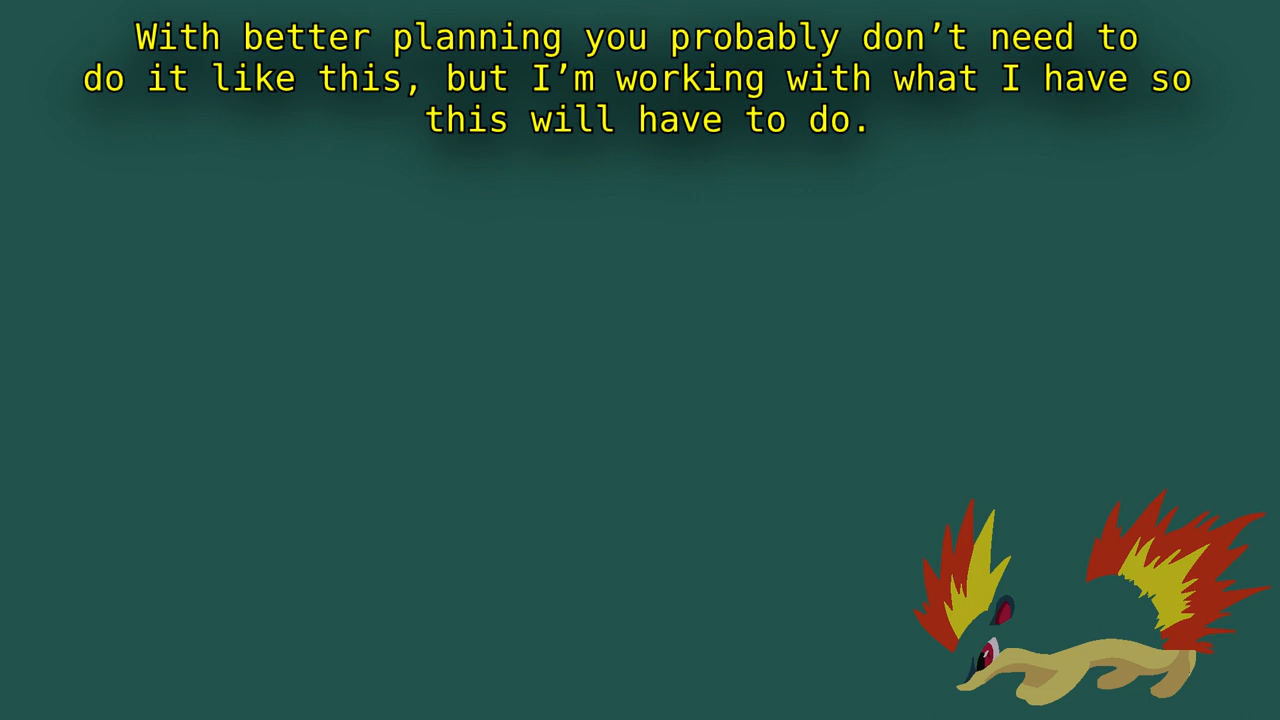 With better planning you probably don’t need to
do it like this, but I’m working with what I have so
this will have to do.